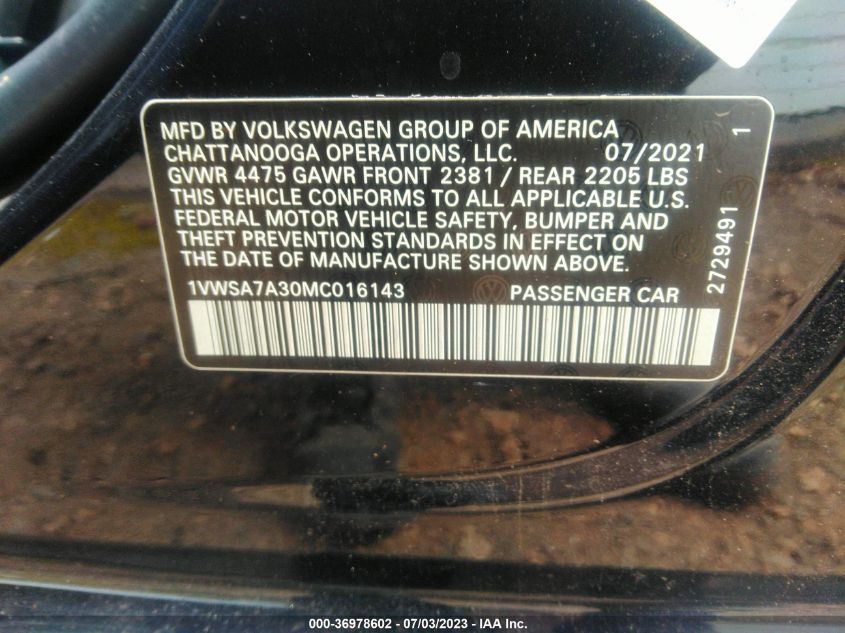 MFD BY VOLKSWAGEN GROUP OF AMERICA
CHATTANOOGA OPERATIONS, LLC. 07/2021 1
GVWR 4475 GAWR FRONT 2381 / REAR 2205 LBS
THIS VEHICLE CONFORMS TO ALL APPLICABLE U.S.
FEDERAL MOTOR VEHICLE SAFETY, BUMPER AND
THEFT PREVENTION STANDARDS IN EFFECT ON
THE DATE OF MANUFACTURE SHOWN ABOVE.
1VWSA7A30MC016143 PASSENGER CAR
2729491
000-36978602 - 07/03/2023 - IAA Inc.